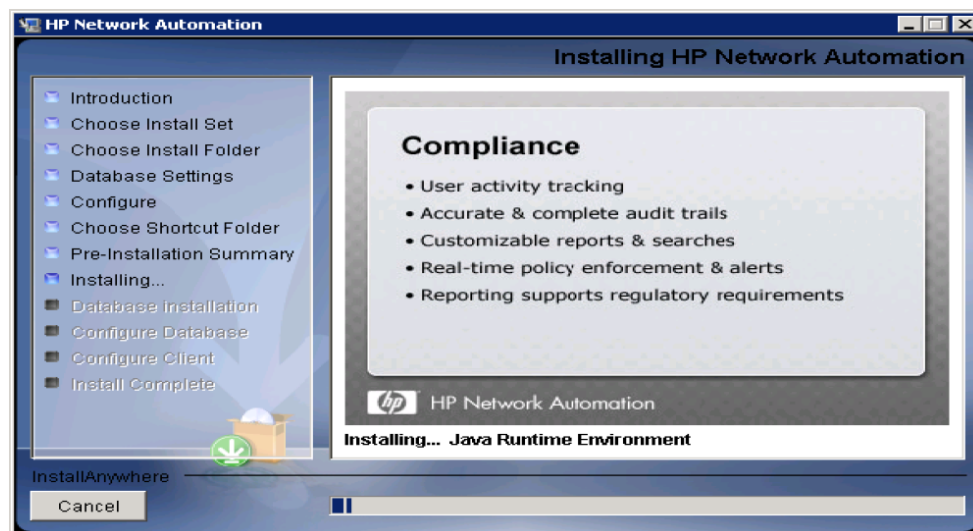 HP Network Automation
Installing HP Network Automation
Introduction
Choose Install Set
Choose Install Folder
Database Settings
Configure
Choose Shortcut Folder
Pre-Installation Summary
Installing...
Database Installation
Configure Database
Configure Client
Install Complete
Compliance
• User activity tracking
• Accurate & complete audit trails
• Customizable reports & searches
• Real-time policy enforcement & alerts
• Reporting supports regulatory requirements
hp HP Network Automation
Installing... Java Runtime Environment
InstallAnywhere
Cancel